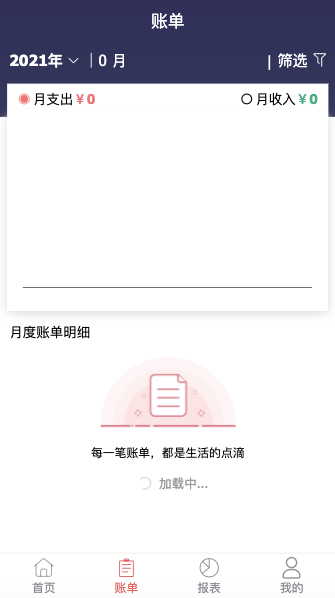 账单
2021年 | 0 月 | 筛选
月支出 ¥0 月收入 ¥0
月度账单明细
每一笔账单，都是生活的点滴
加载中...
首页 账单 报表 我的